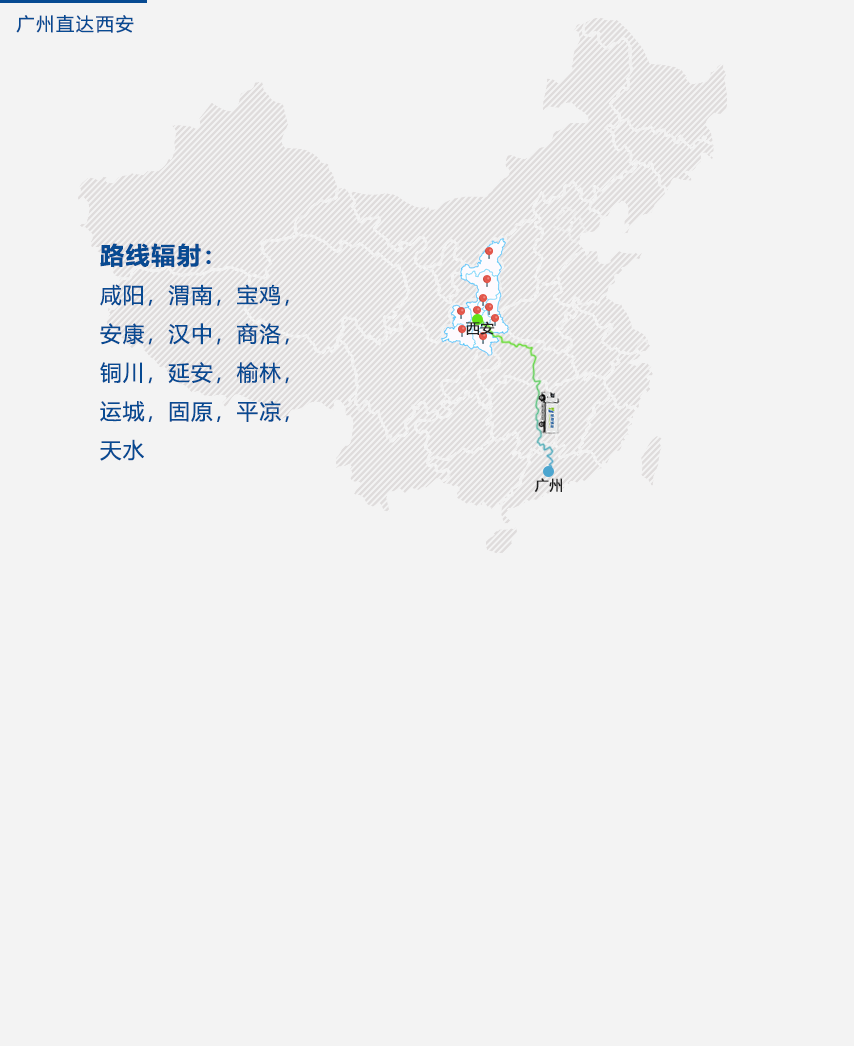 广州直达西安
路线辐射：
咸阳，渭南，宝鸡，
安康，汉中，商洛，
铜川，延安，榆林，
运城，固原，平凉，
天水
西安
广州